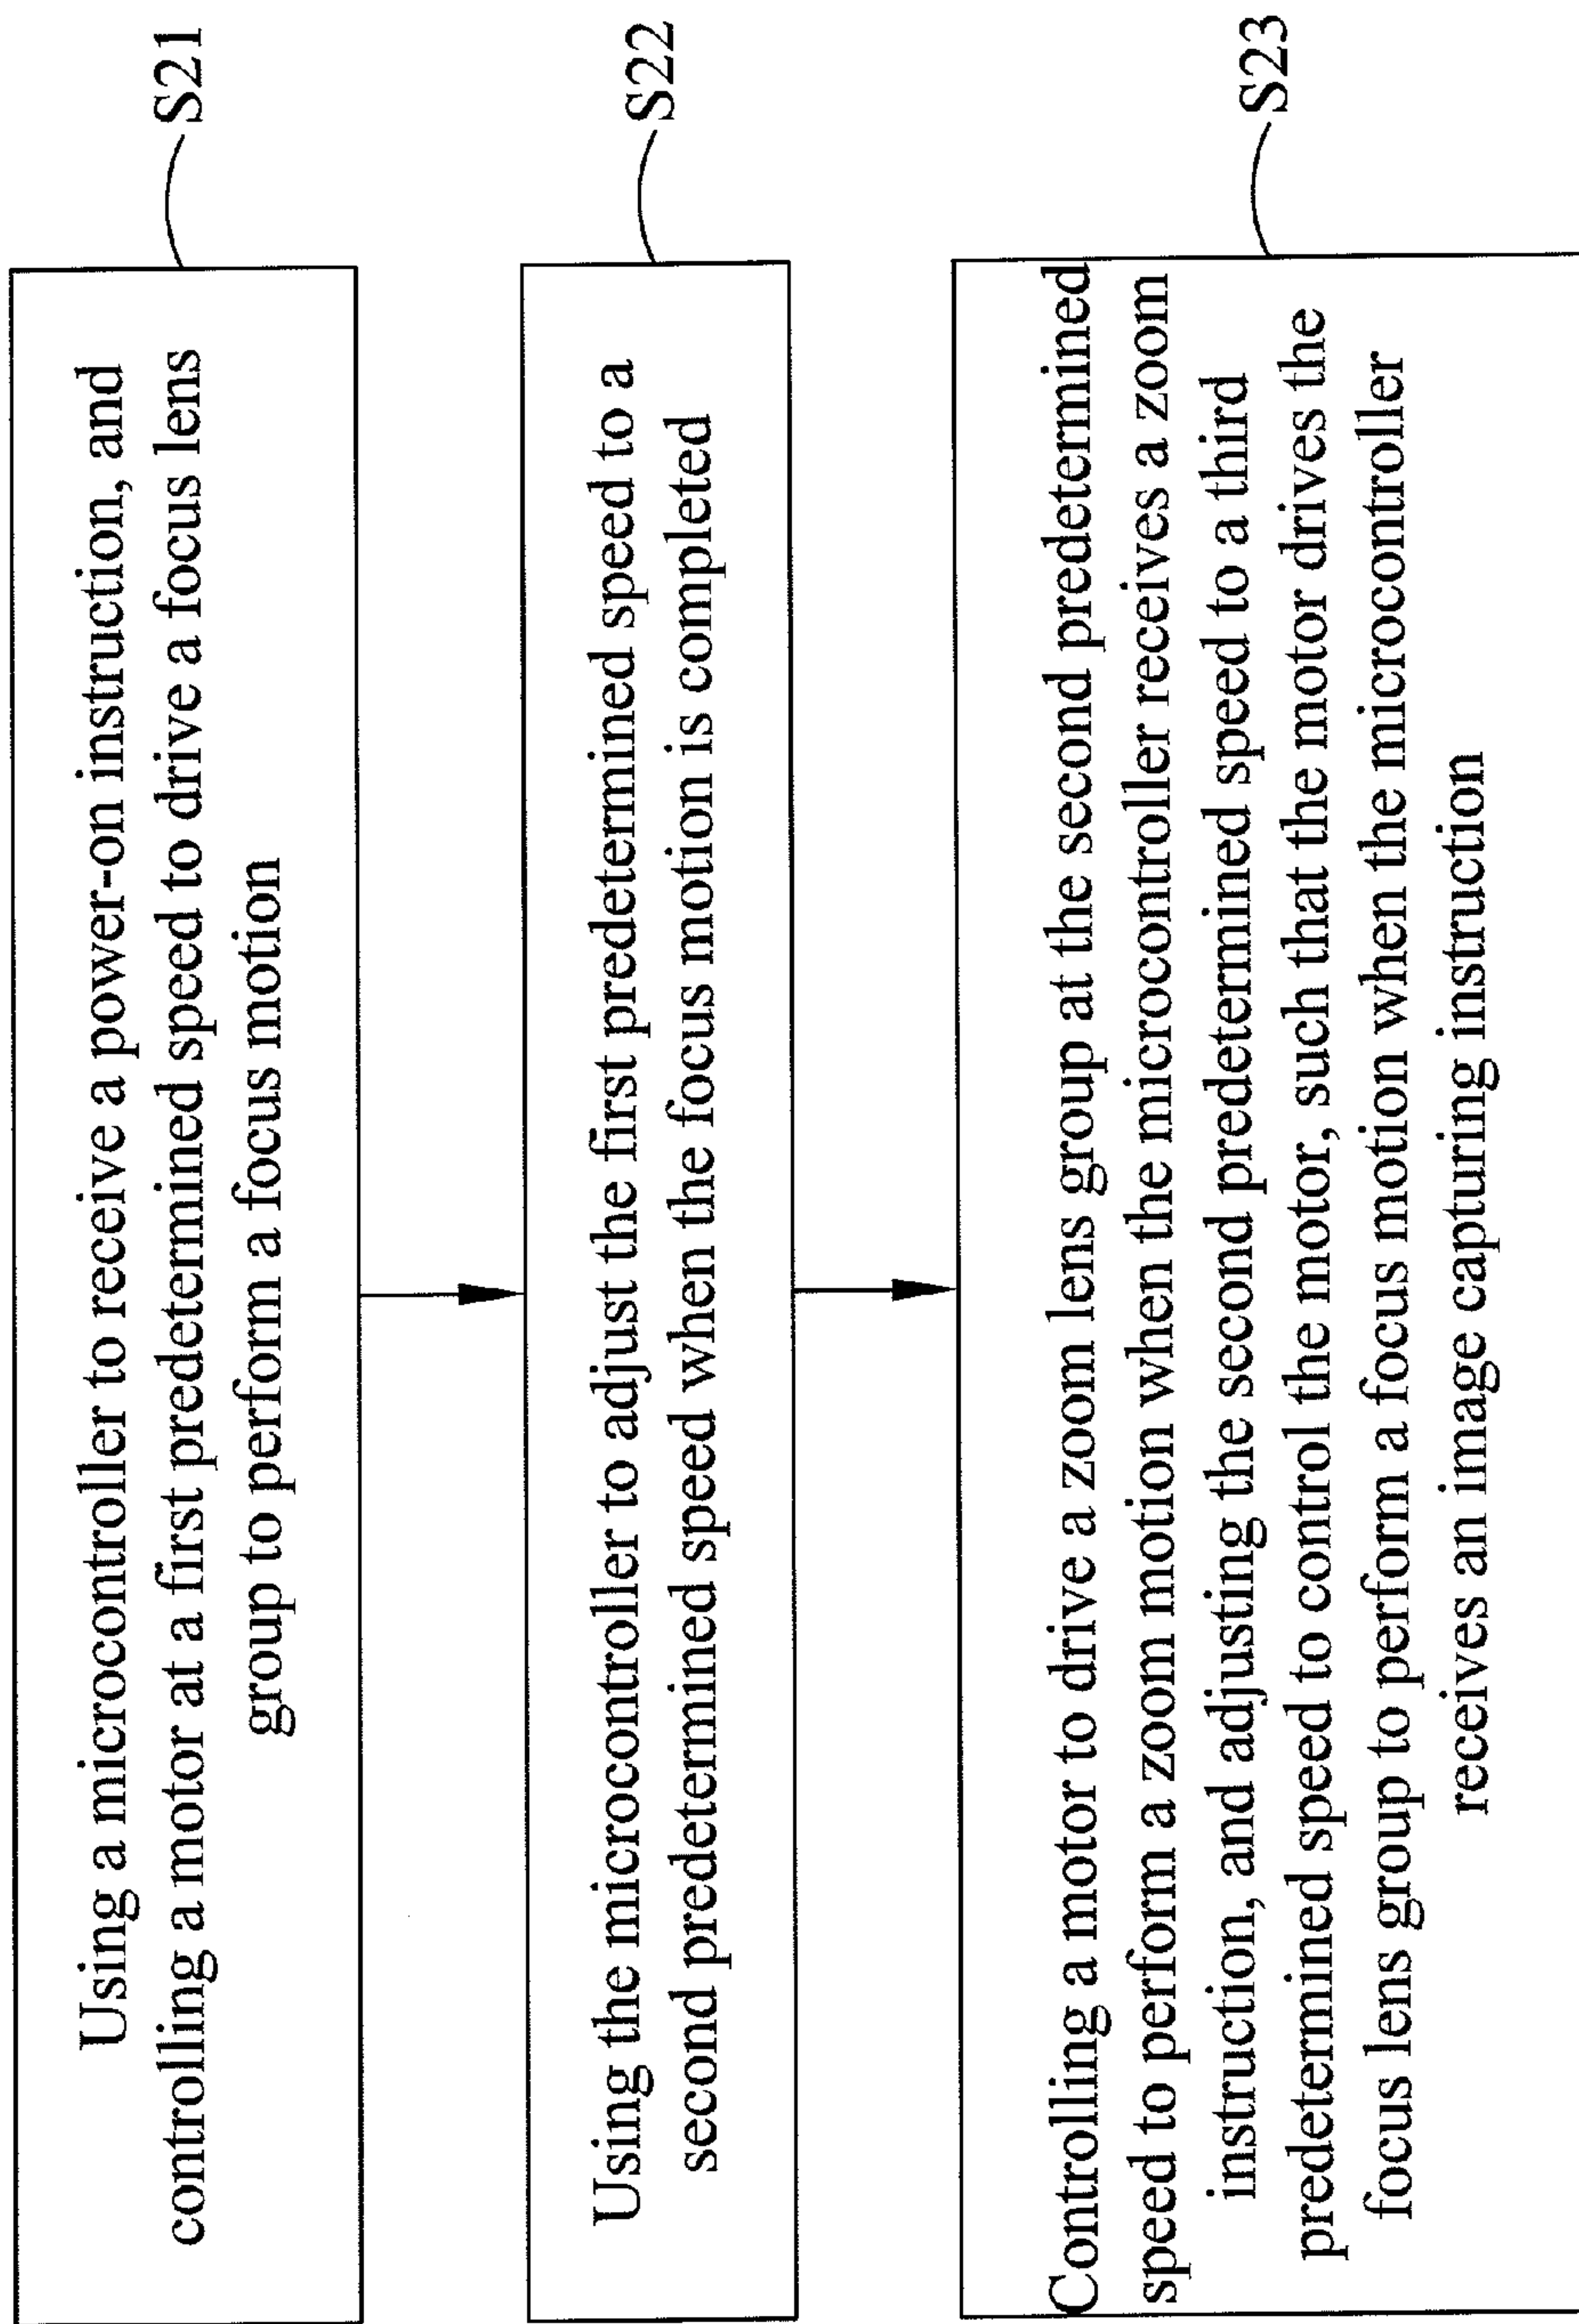 Using a microcontroller to receive a power-on instruction, and
controlling a motor at a first predetermined speed to drive a focus lens
group to perform a focus motion
S21
Using the microcontroller to adjust the first predetermined speed to a
second predetermined speed when the focus motion is completed
S22
Controlling a motor to drive a zoom lens group at the second predetermined
speed to perform a zoom motion when the microcontroller receives a zoom
instruction, and adjusting the second predetermined speed to a third
predetermined speed to control the motor, such that the motor drives the
focus lens group to perform a focus motion when the microcontroller
receives an image capturing instruction
S23